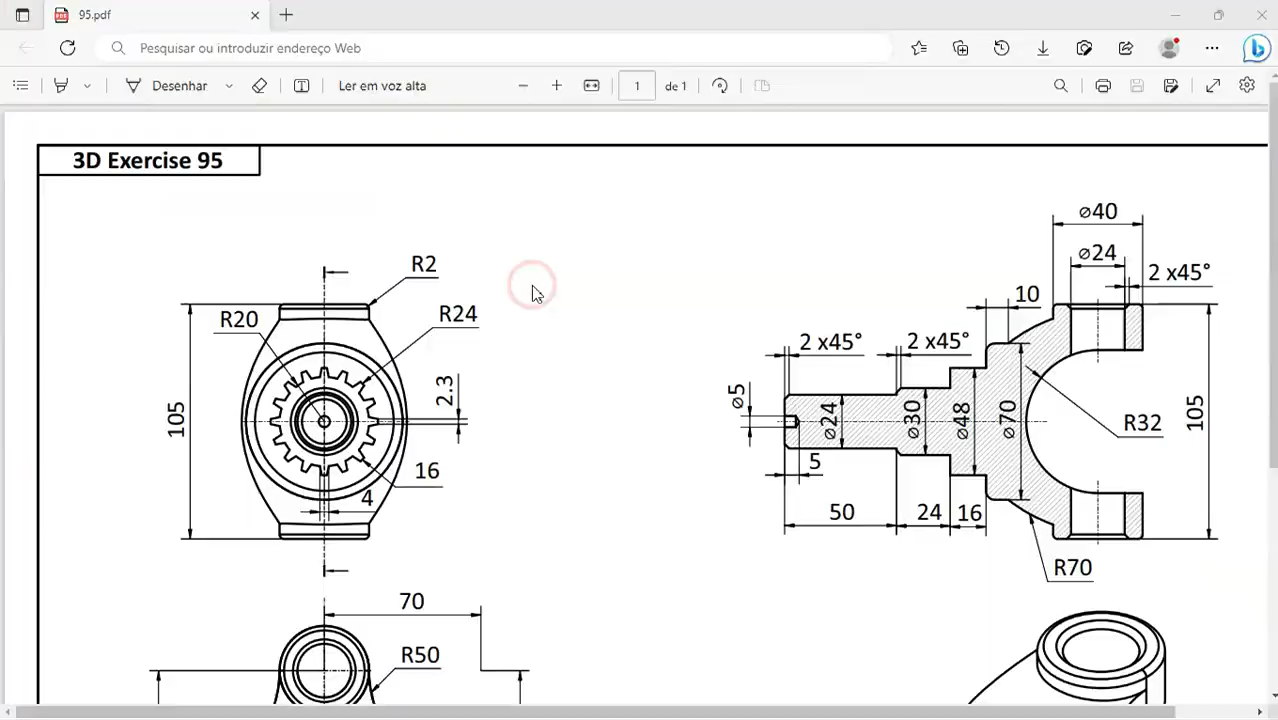 95.pdf
Pesquisar ou introduzir endereço Web
Desenhar
Ler em voz alta
1
de 1
3D Exercise 95
R2
R20
R24
2.3
105
16
4
⌀40
⌀24
2 x45°
10
2 x45°
2 x45°
⌀5
⌀24
⌀30
⌀48
⌀70
R32
105
5
50
24
16
R70
70
R50